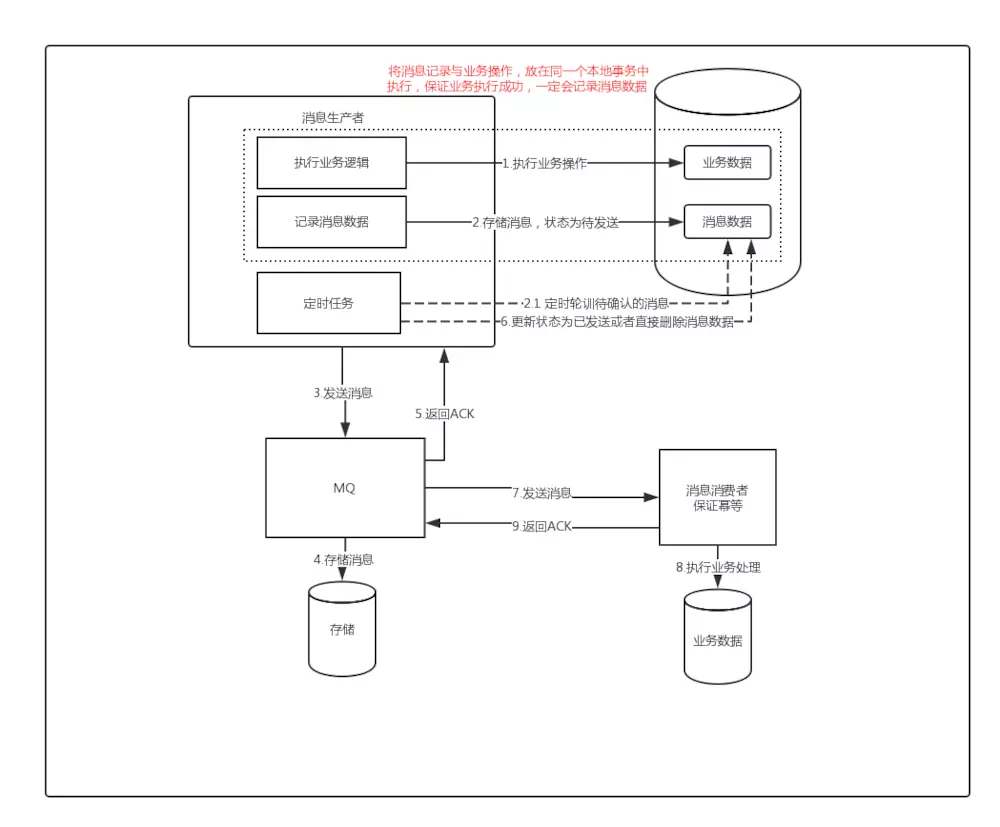 将消息记录与业务操作，放在同一个本地事务中
执行，保证业务执行成功，一定会记录消息数据
消息生产者
执行业务逻辑
1.执行业务操作
业务数据
记录消息数据
2.存储消息，状态为待发送
消息数据
定时任务
2.1 定时轮训待确认的消息
6.更新状态为已发送或者直接删除消息数据
3.发送消息
5.返回ACK
MQ
7.发送消息
消息消费者
保证幂等
9.返回ACK
4.存储消息
8.执行业务处理
存储
业务数据